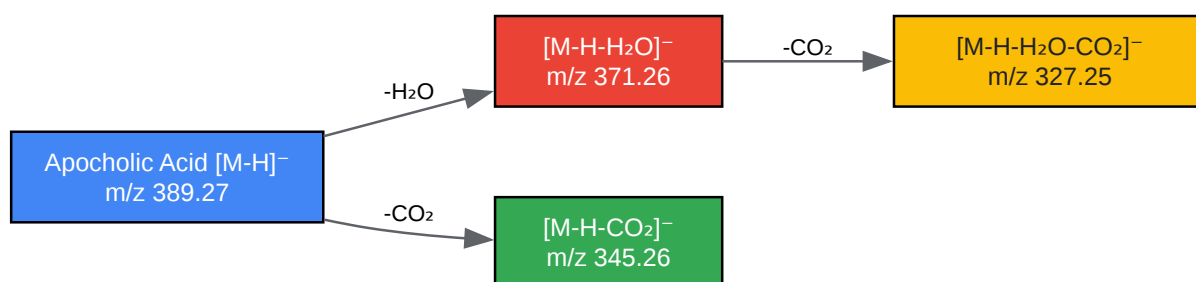 [M-H-H₂O]⁻
m/z 371.26
-CO₂
[M-H-H₂O-CO₂]⁻
m/z 327.25
-H₂O
Apocholic Acid [M-H]⁻
m/z 389.27
-CO₂
[M-H-CO₂]⁻
m/z 345.26